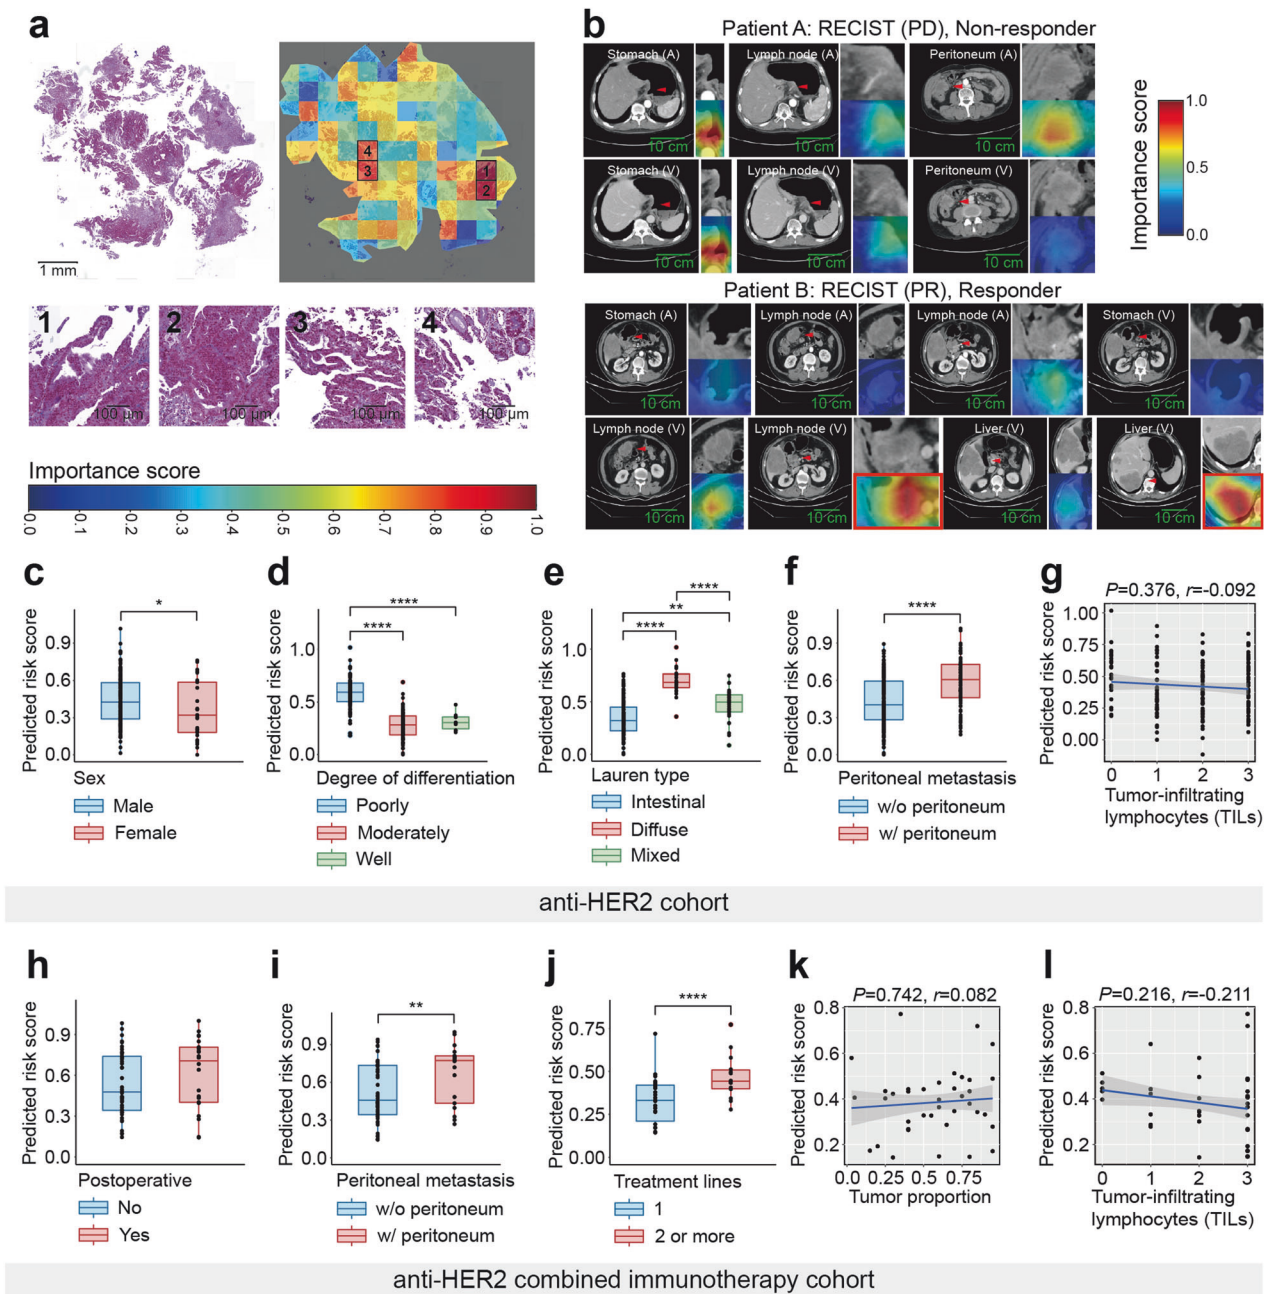 a
1 mm
4
3
1
2
1
100 μm
2
100 μm
3
100 μm
4
100 μm
Importance score
0.0 0.1 0.2 0.3 0.4 0.5 0.6 0.7 0.8 0.9 1.0
b
Patient A: RECIST (PD), Non-responder
Stomach (A)
10 cm
Lymph node (A)
10 cm
Peritoneum (A)
10 cm
Stomach (V)
10 cm
Lymph node (V)
10 cm
Peritoneum (V)
10 cm
Importance score
1.0
0.0
Patient B: RECIST (PR), Responder
Stomach (A)
10 cm
Lymph node (A)
10 cm
Lymph node (A)
10 cm
Stomach (V)
10 cm
Lymph node (V)
10 cm
Lymph node (V)
10 cm
Liver (V)
10 cm
Liver (V)
10 cm
c
*
Predicted risk score
0.9
0.6
0.3
0.0
Sex
Male
Female
d
****
****
Predicted risk score
1.0
0.5
0.0
Degree of differentiation
Poorly
Moderately
Well
e
****
**
****
Predicted risk score
1.0
0.5
0.0
Lauren type
Intestinal
Diffuse
Mixed
f
****
Predicted risk score
0.9
0.6
0.3
0.0
Peritoneal metastasis
w/o peritoneum
w/ peritoneum
g
P=0.376, r=-0.092
Predicted risk score
1.00
0.75
0.50
0.25
0.00
0 1 2 3
Tumor-infiltrating
lymphocytes (TILs)
anti-HER2 cohort
h
Predicted risk score
0.9
0.6
0.3
0.0
Postoperative
No
Yes
i
**
Predicted risk score
0.9
0.6
0.3
0.0
Peritoneal metastasis
w/o peritoneum
w/ peritoneum
j
****
Predicted risk score
0.75
0.50
0.25
0.00
Treatment lines
1
2 or more
k
P=0.742, r=0.082
Predicted risk score
0.8
0.6
0.4
0.2
0.0 0.25 0.5 0.75
Tumor proportion
l
P=0.216, r=-0.211
Predicted risk score
0.8
0.6
0.4
0.2
0 1 2 3
Tumor-infiltrating
lymphocytes (TILs)
anti-HER2 combined immunotherapy cohort